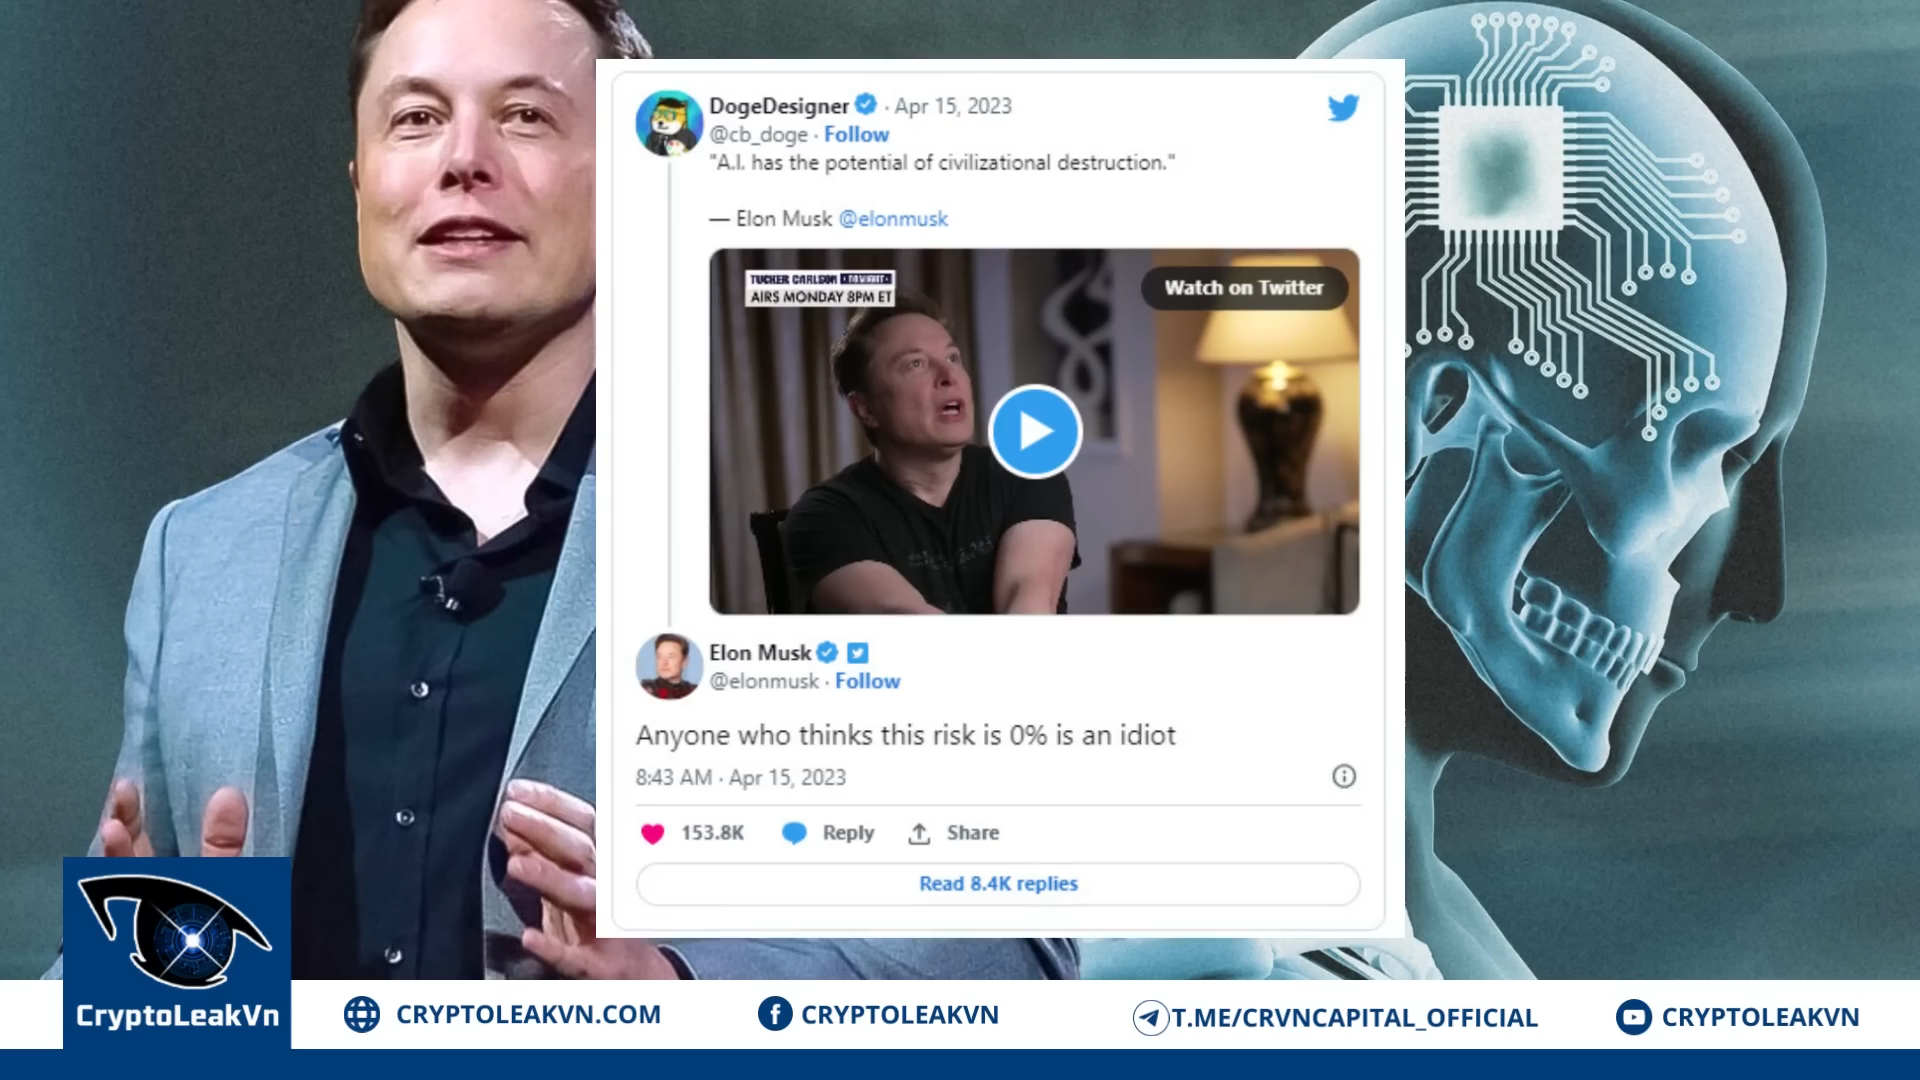 DogeDesigner · Apr 15, 2023
@cb_doge · Follow
"A.I. has the potential of civilizational destruction."
— Elon Musk @elonmusk
TUCKER CARLSON TONIGHT
AIRS MONDAY 8PM ET
Watch on Twitter
Elon Musk
@elonmusk · Follow
Anyone who thinks this risk is 0% is an idiot
8:43 AM · Apr 15, 2023
153.8K Reply Share
Read 8.4K replies
CryptoLeakVn
CRYPTOLEAKVN.COM
CRYPTOLEAKVN
T.ME/CRVNCAPITAL_OFFICIAL
CRYPTOLEAKVN